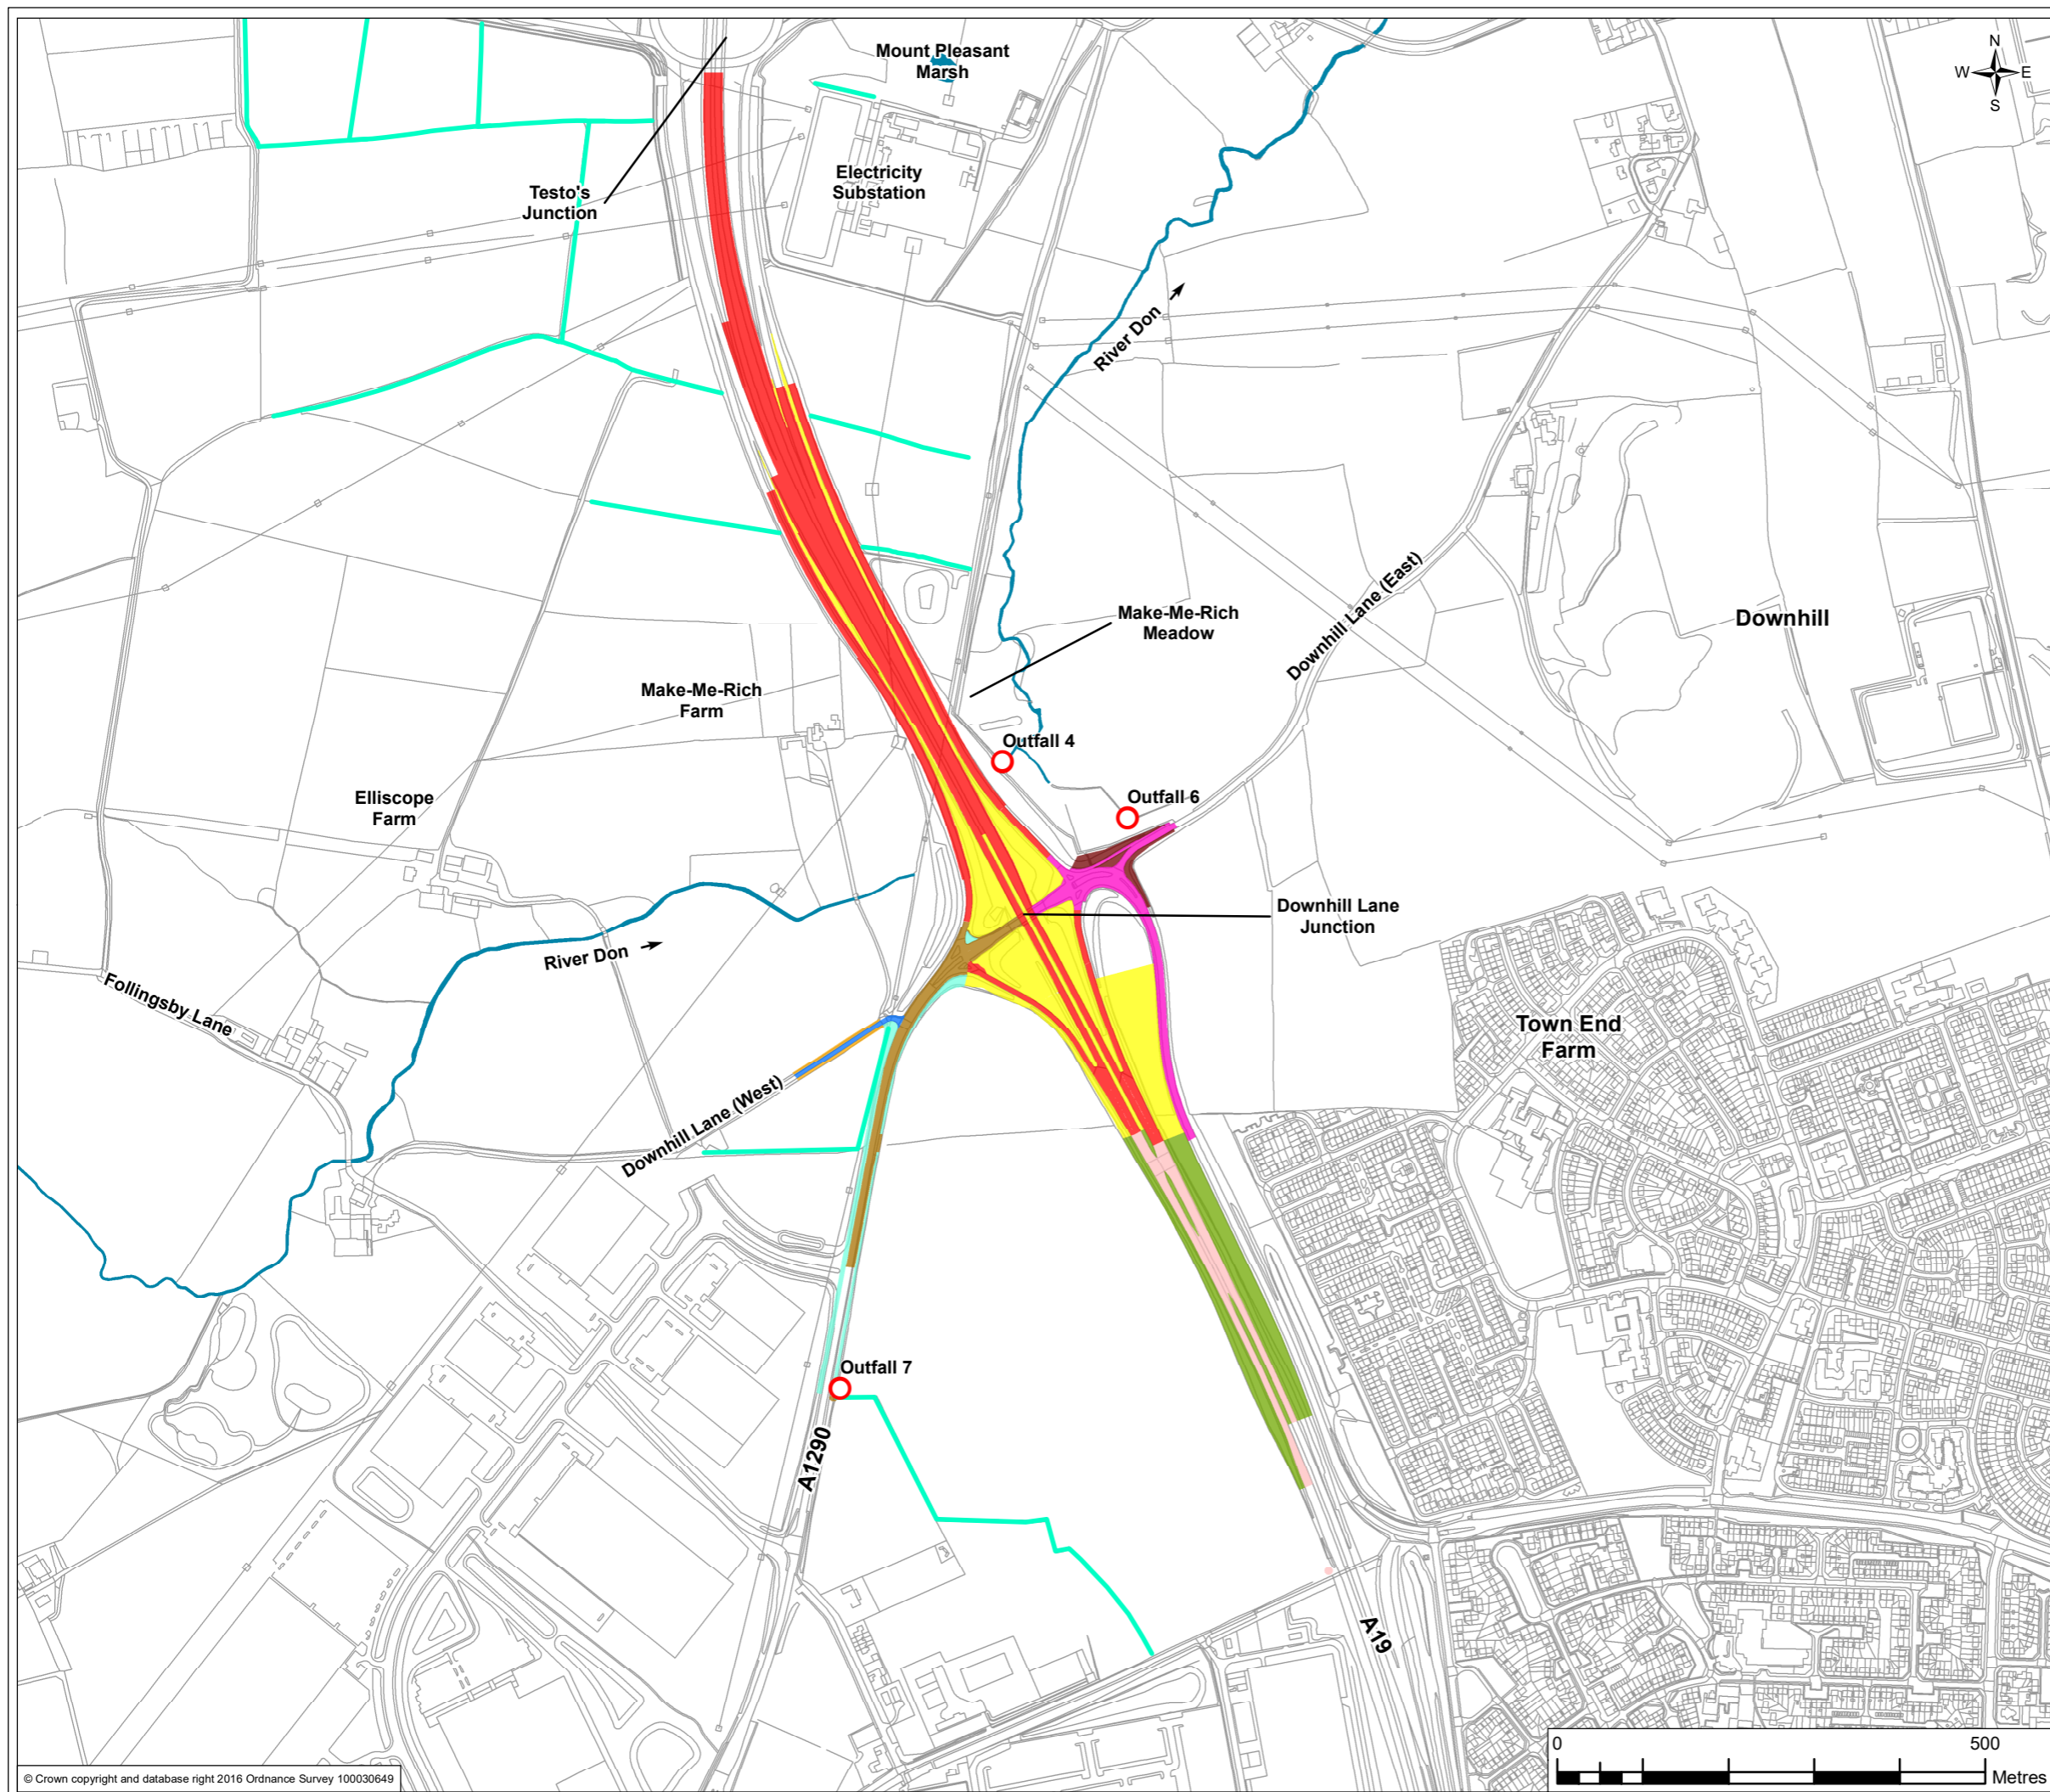 Mount Pleasant
Marsh
N
W
E
S
Electricity
Substation
Testo's
Junction
River Don
Downhill Lane (East)
Make-Me-Rich
Meadow
Downhill
Make-Me-Rich
Farm
Outfall 4
Elliscope
Farm
Outfall 6
Downhill Lane
Junction
River Don
Follingsby Lane
Town End
Farm
Downhill Lane (West)
Outfall 7
A1290
A19
0
500
Metres
© Crown copyright and database right 2016 Ordnance Survey 100030649